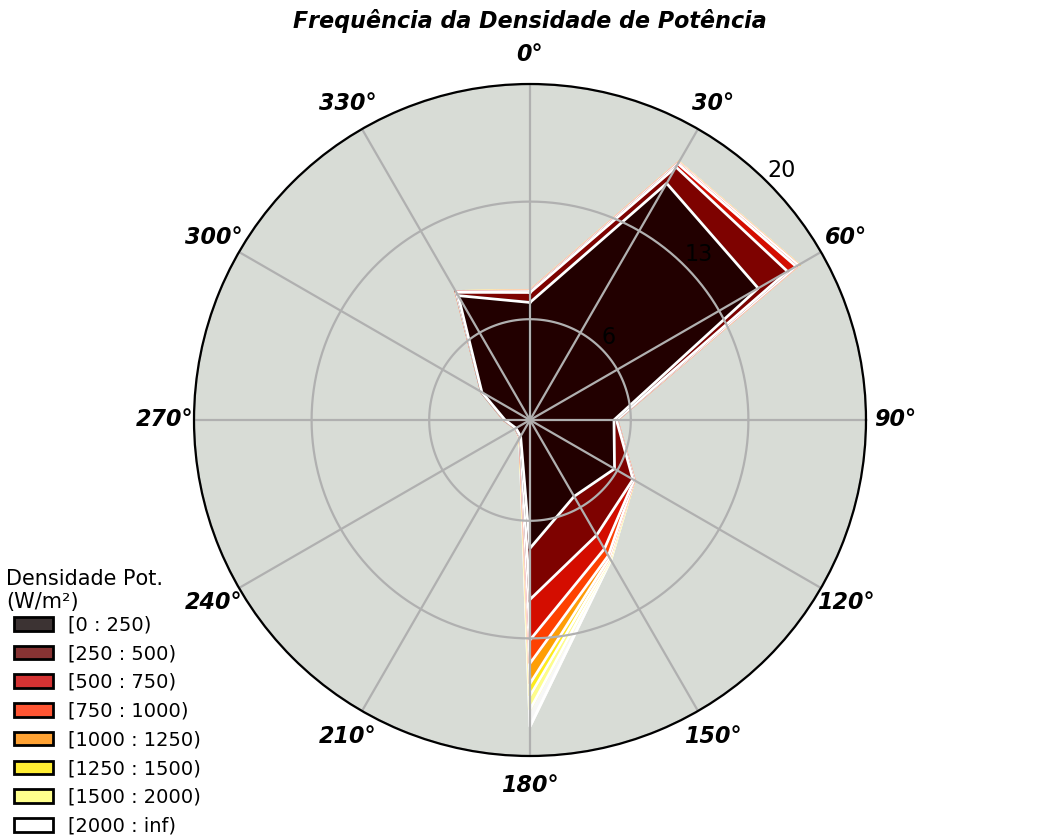 Frequência da Densidade de Potência
0°
30°
60°
90°
120°
150°
180°
210°
240°
270°
300°
330°
20
13
6
Densidade Pot.
(W/m²)
[0 : 250)
[250 : 500)
[500 : 750)
[750 : 1000)
[1000 : 1250)
[1250 : 1500)
[1500 : 2000)
[2000 : inf)